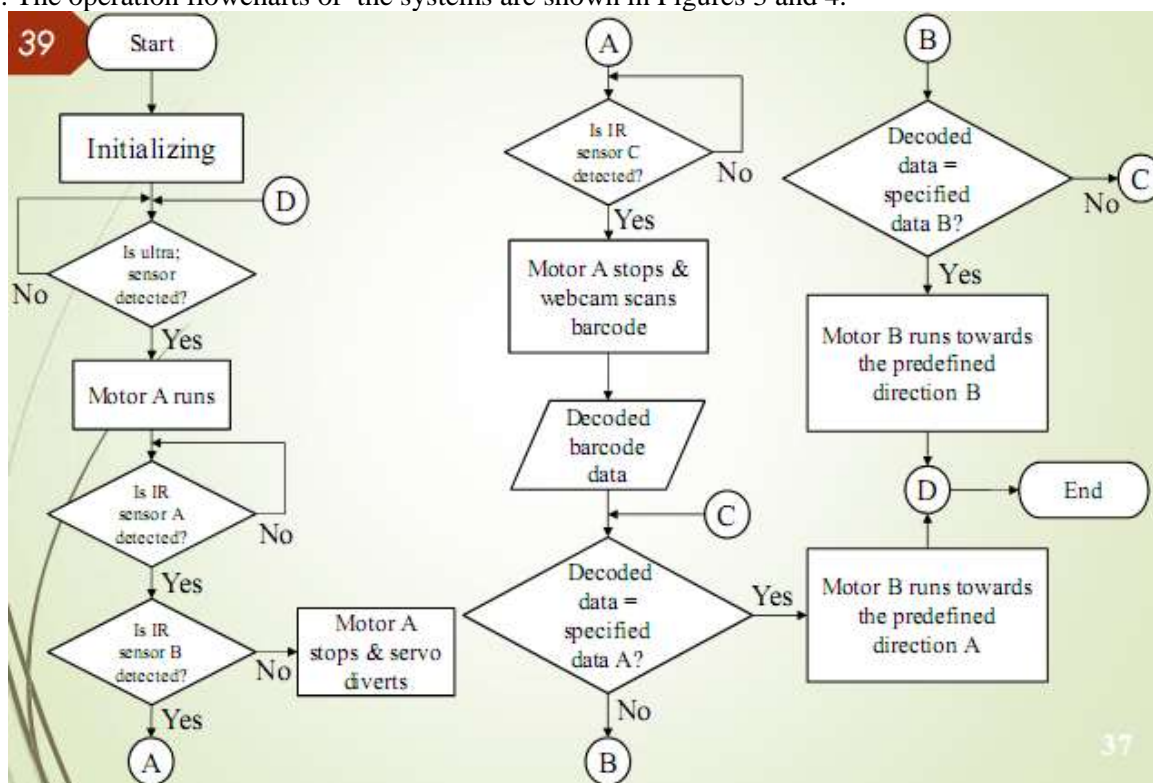 . The operation flowcharts of the systems are shown in Figures 3 and 4.
39
Start
Initializing
D
Is ultra;
sensor
detected?
No
Yes
Motor A runs
Is IR
sensor A
detected?
No
Yes
Is IR
sensor B
detected?
No
Motor A
stops & servo
diverts
Yes
A
A
Is IR
sensor C
detected?
No
Yes
Motor A stops &
webcam scans
barcode
Decoded
barcode
data
C
Decoded
data =
specified
data A?
Yes
No
B
B
Decoded
data =
specified
data B?
No
C
Yes
Motor B runs towards
the predefined
direction B
D
End
Motor B runs towards
the predefined
direction A
37